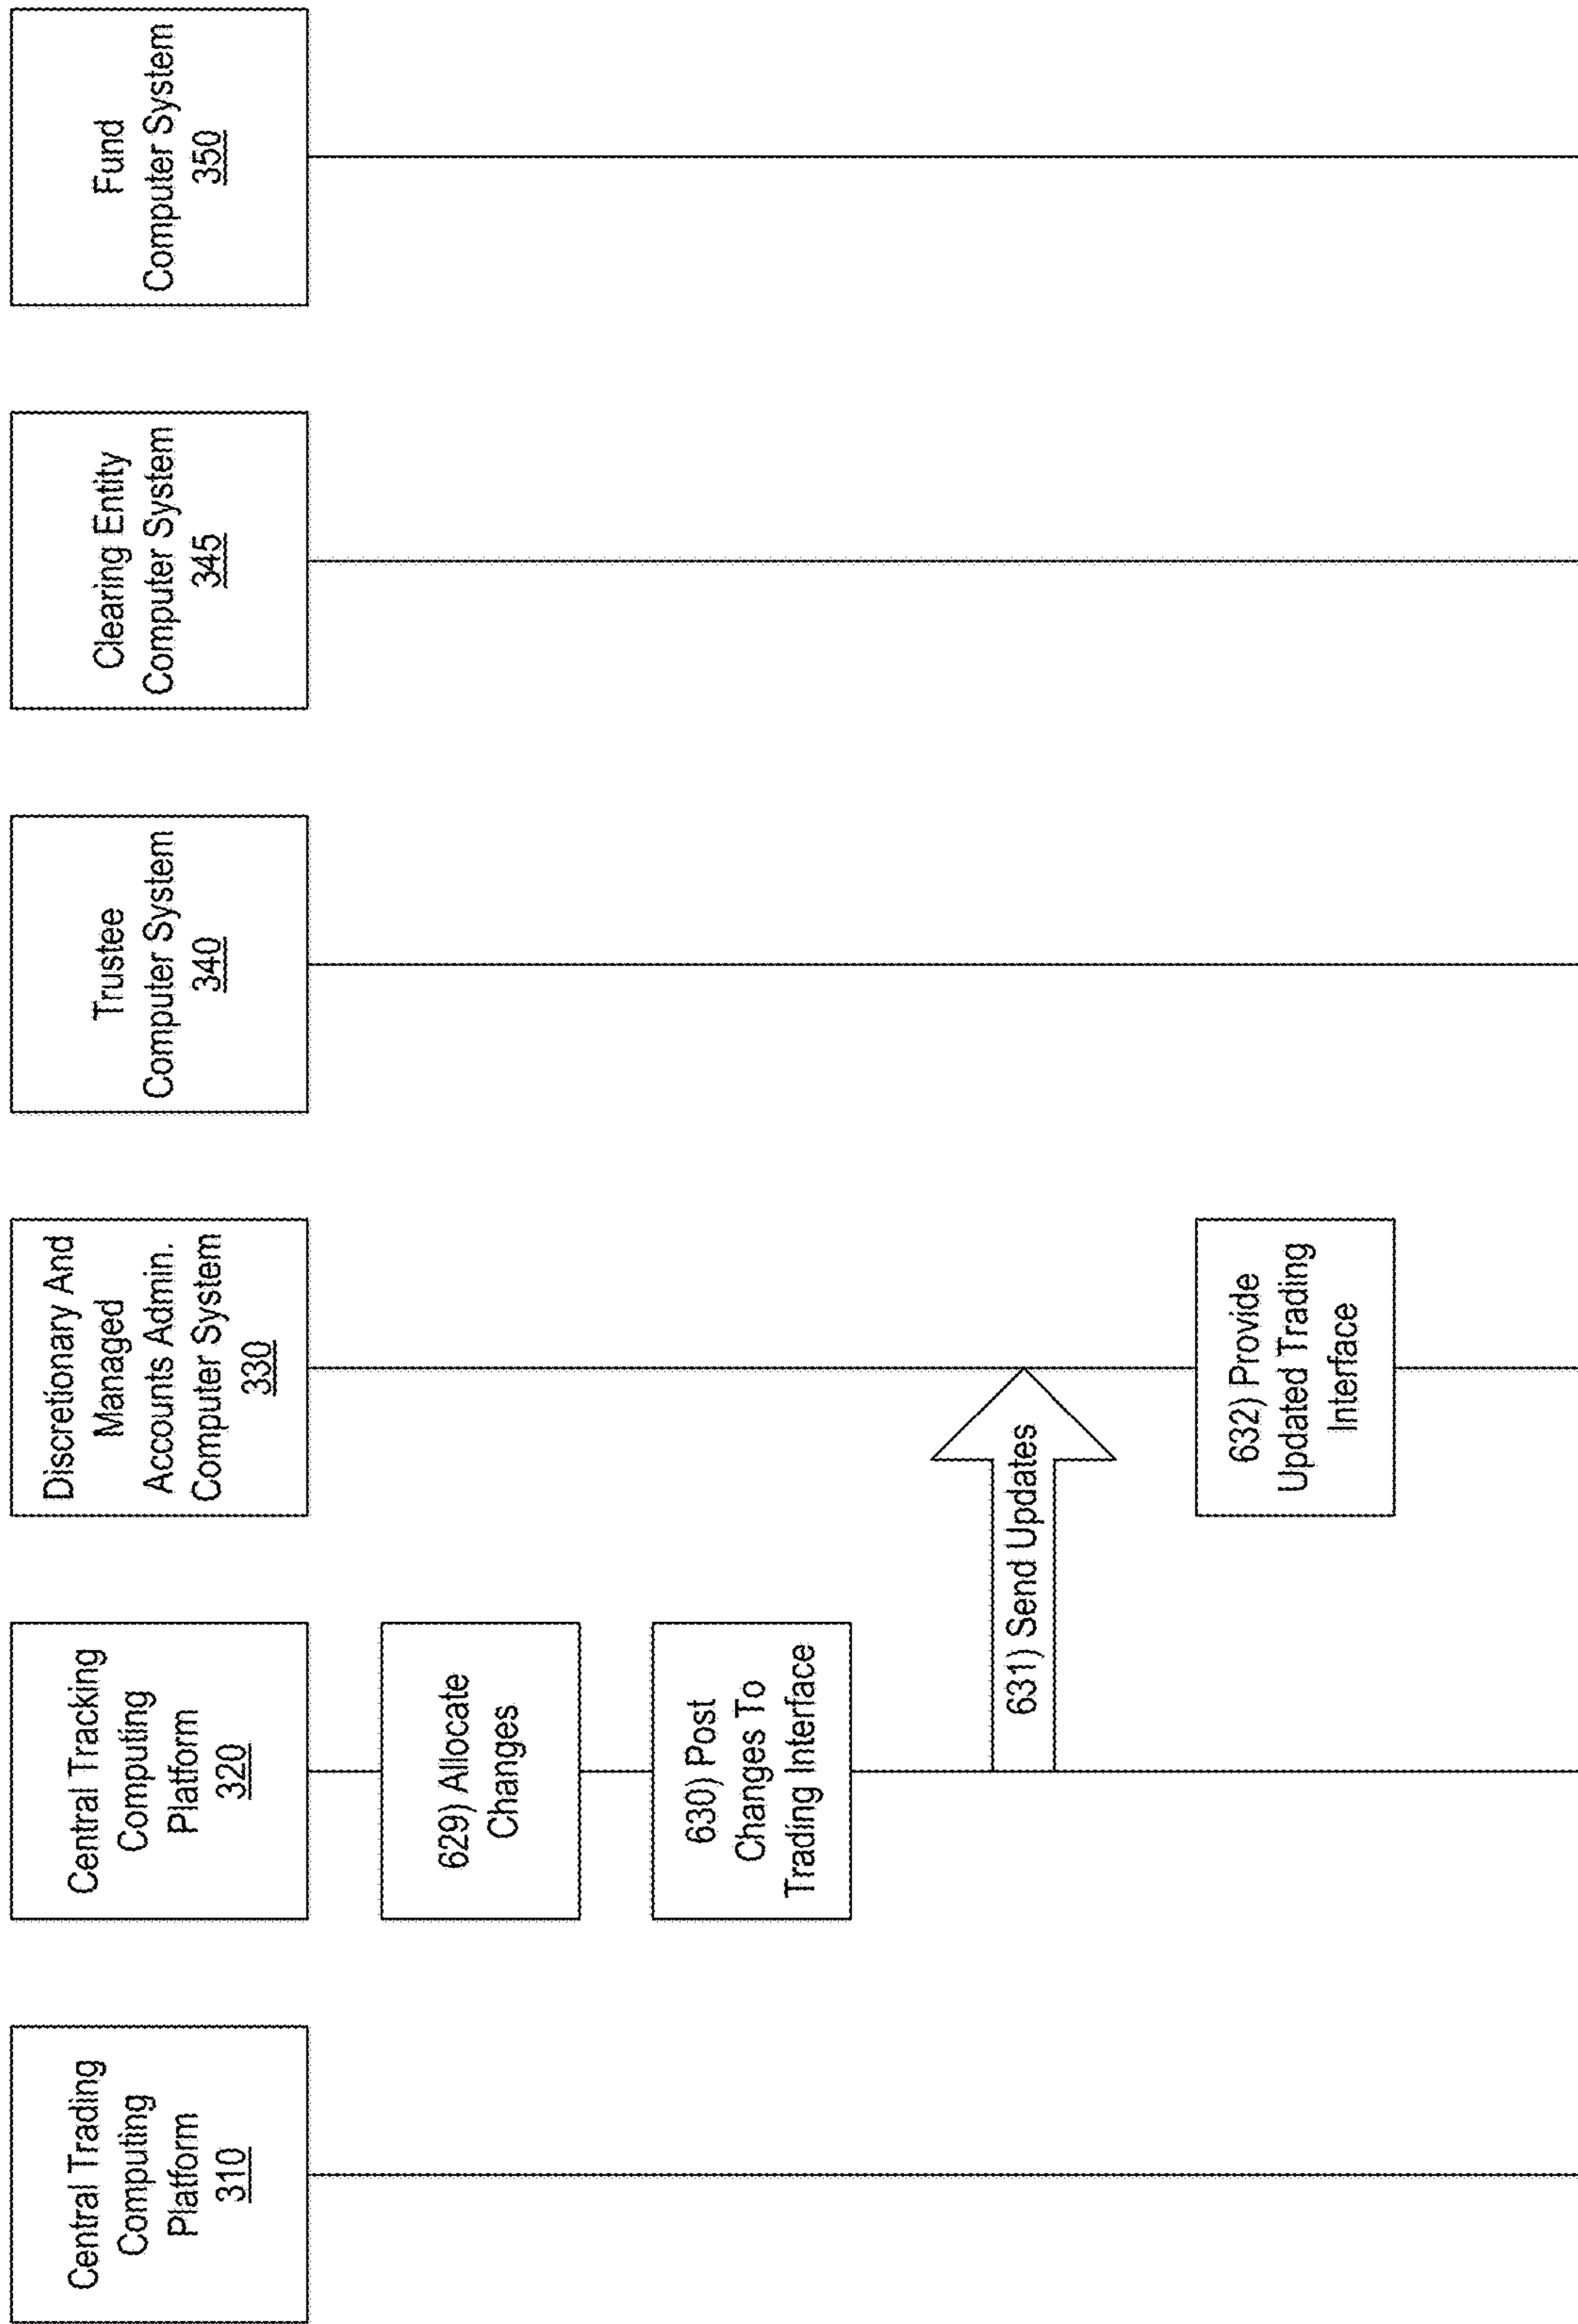 Central Trading
Computing
Platform
310
Central Tracking
Computing
Platform
320
Discretionary And
Managed
Accounts Admin.
Computer System
330
Trustee
Computer System
340
Clearing Entity
Computer System
345
Fund
Computer System
350
629) Allocate
Changes
630) Post
Changes To
Trading Interface
631) Send Updates
632) Provide
Updated Trading
Interface